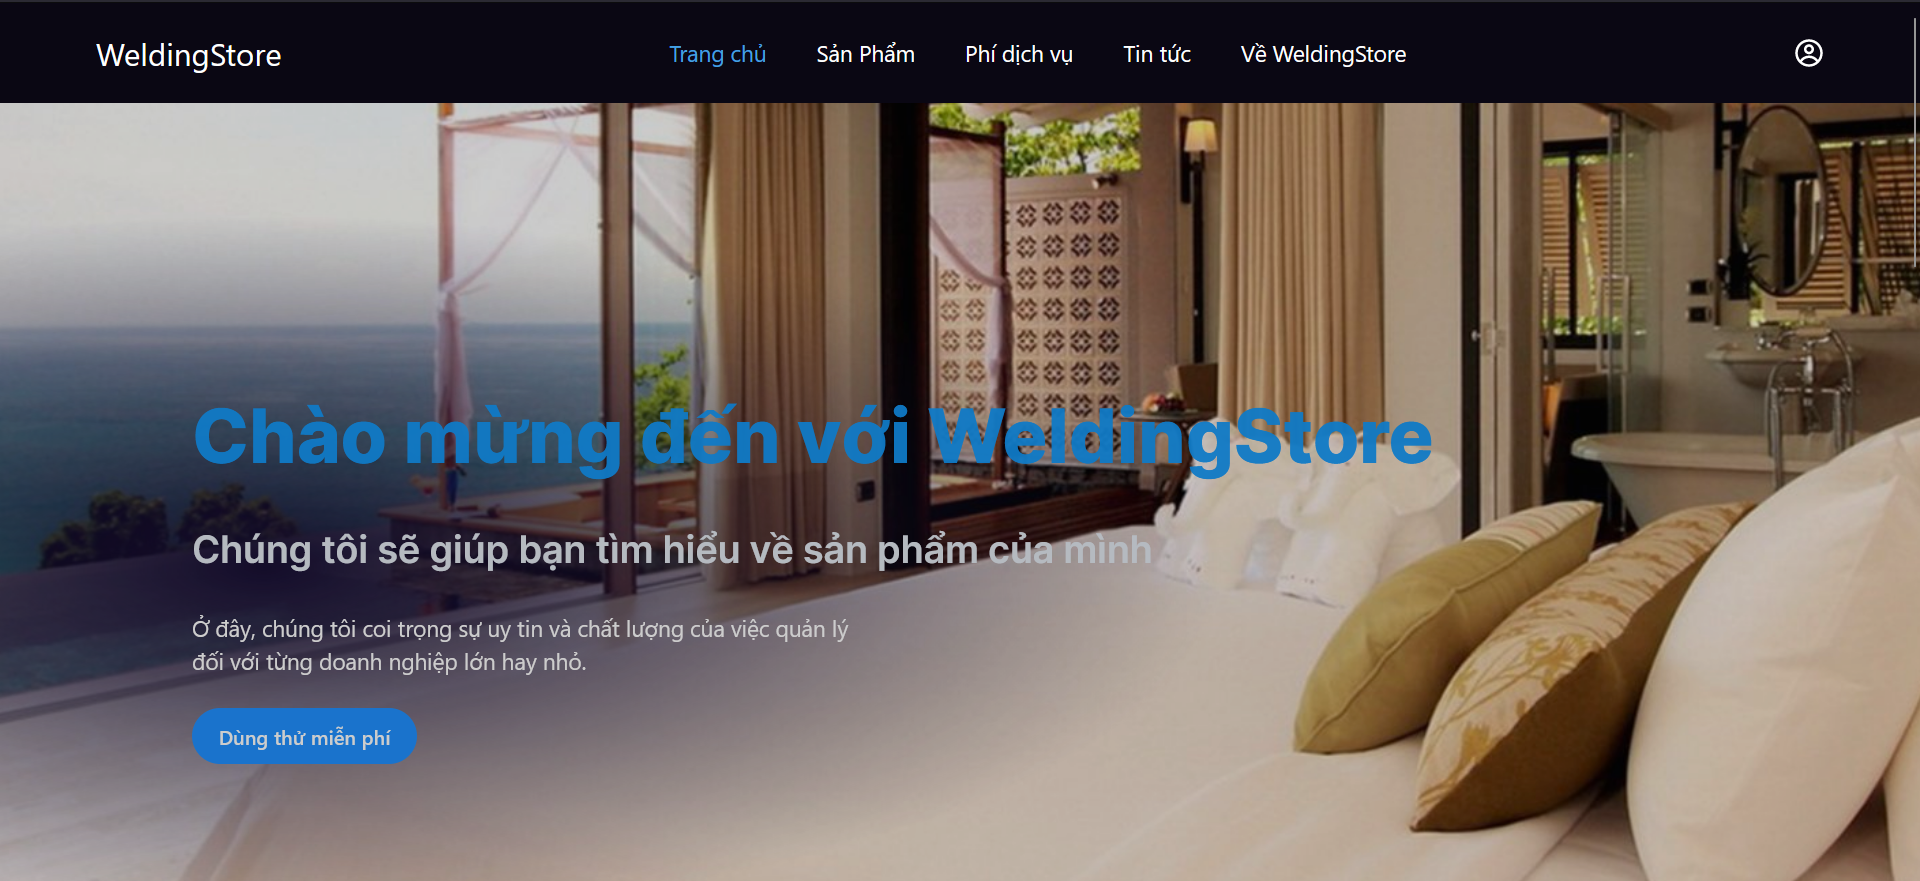 WeldingStore
Trang chủ
Sản Phẩm
Phí dịch vụ
Tin tức
Về WeldingStore
Chào mừng đến với WeldingStore
Chúng tôi sẽ giúp bạn tìm hiểu về sản phẩm của mình
Ở đây, chúng tôi coi trọng sự uy tin và chất lượng của việc quản lý
đối với từng doanh nghiệp lớn hay nhỏ.
Dùng thử miễn phí